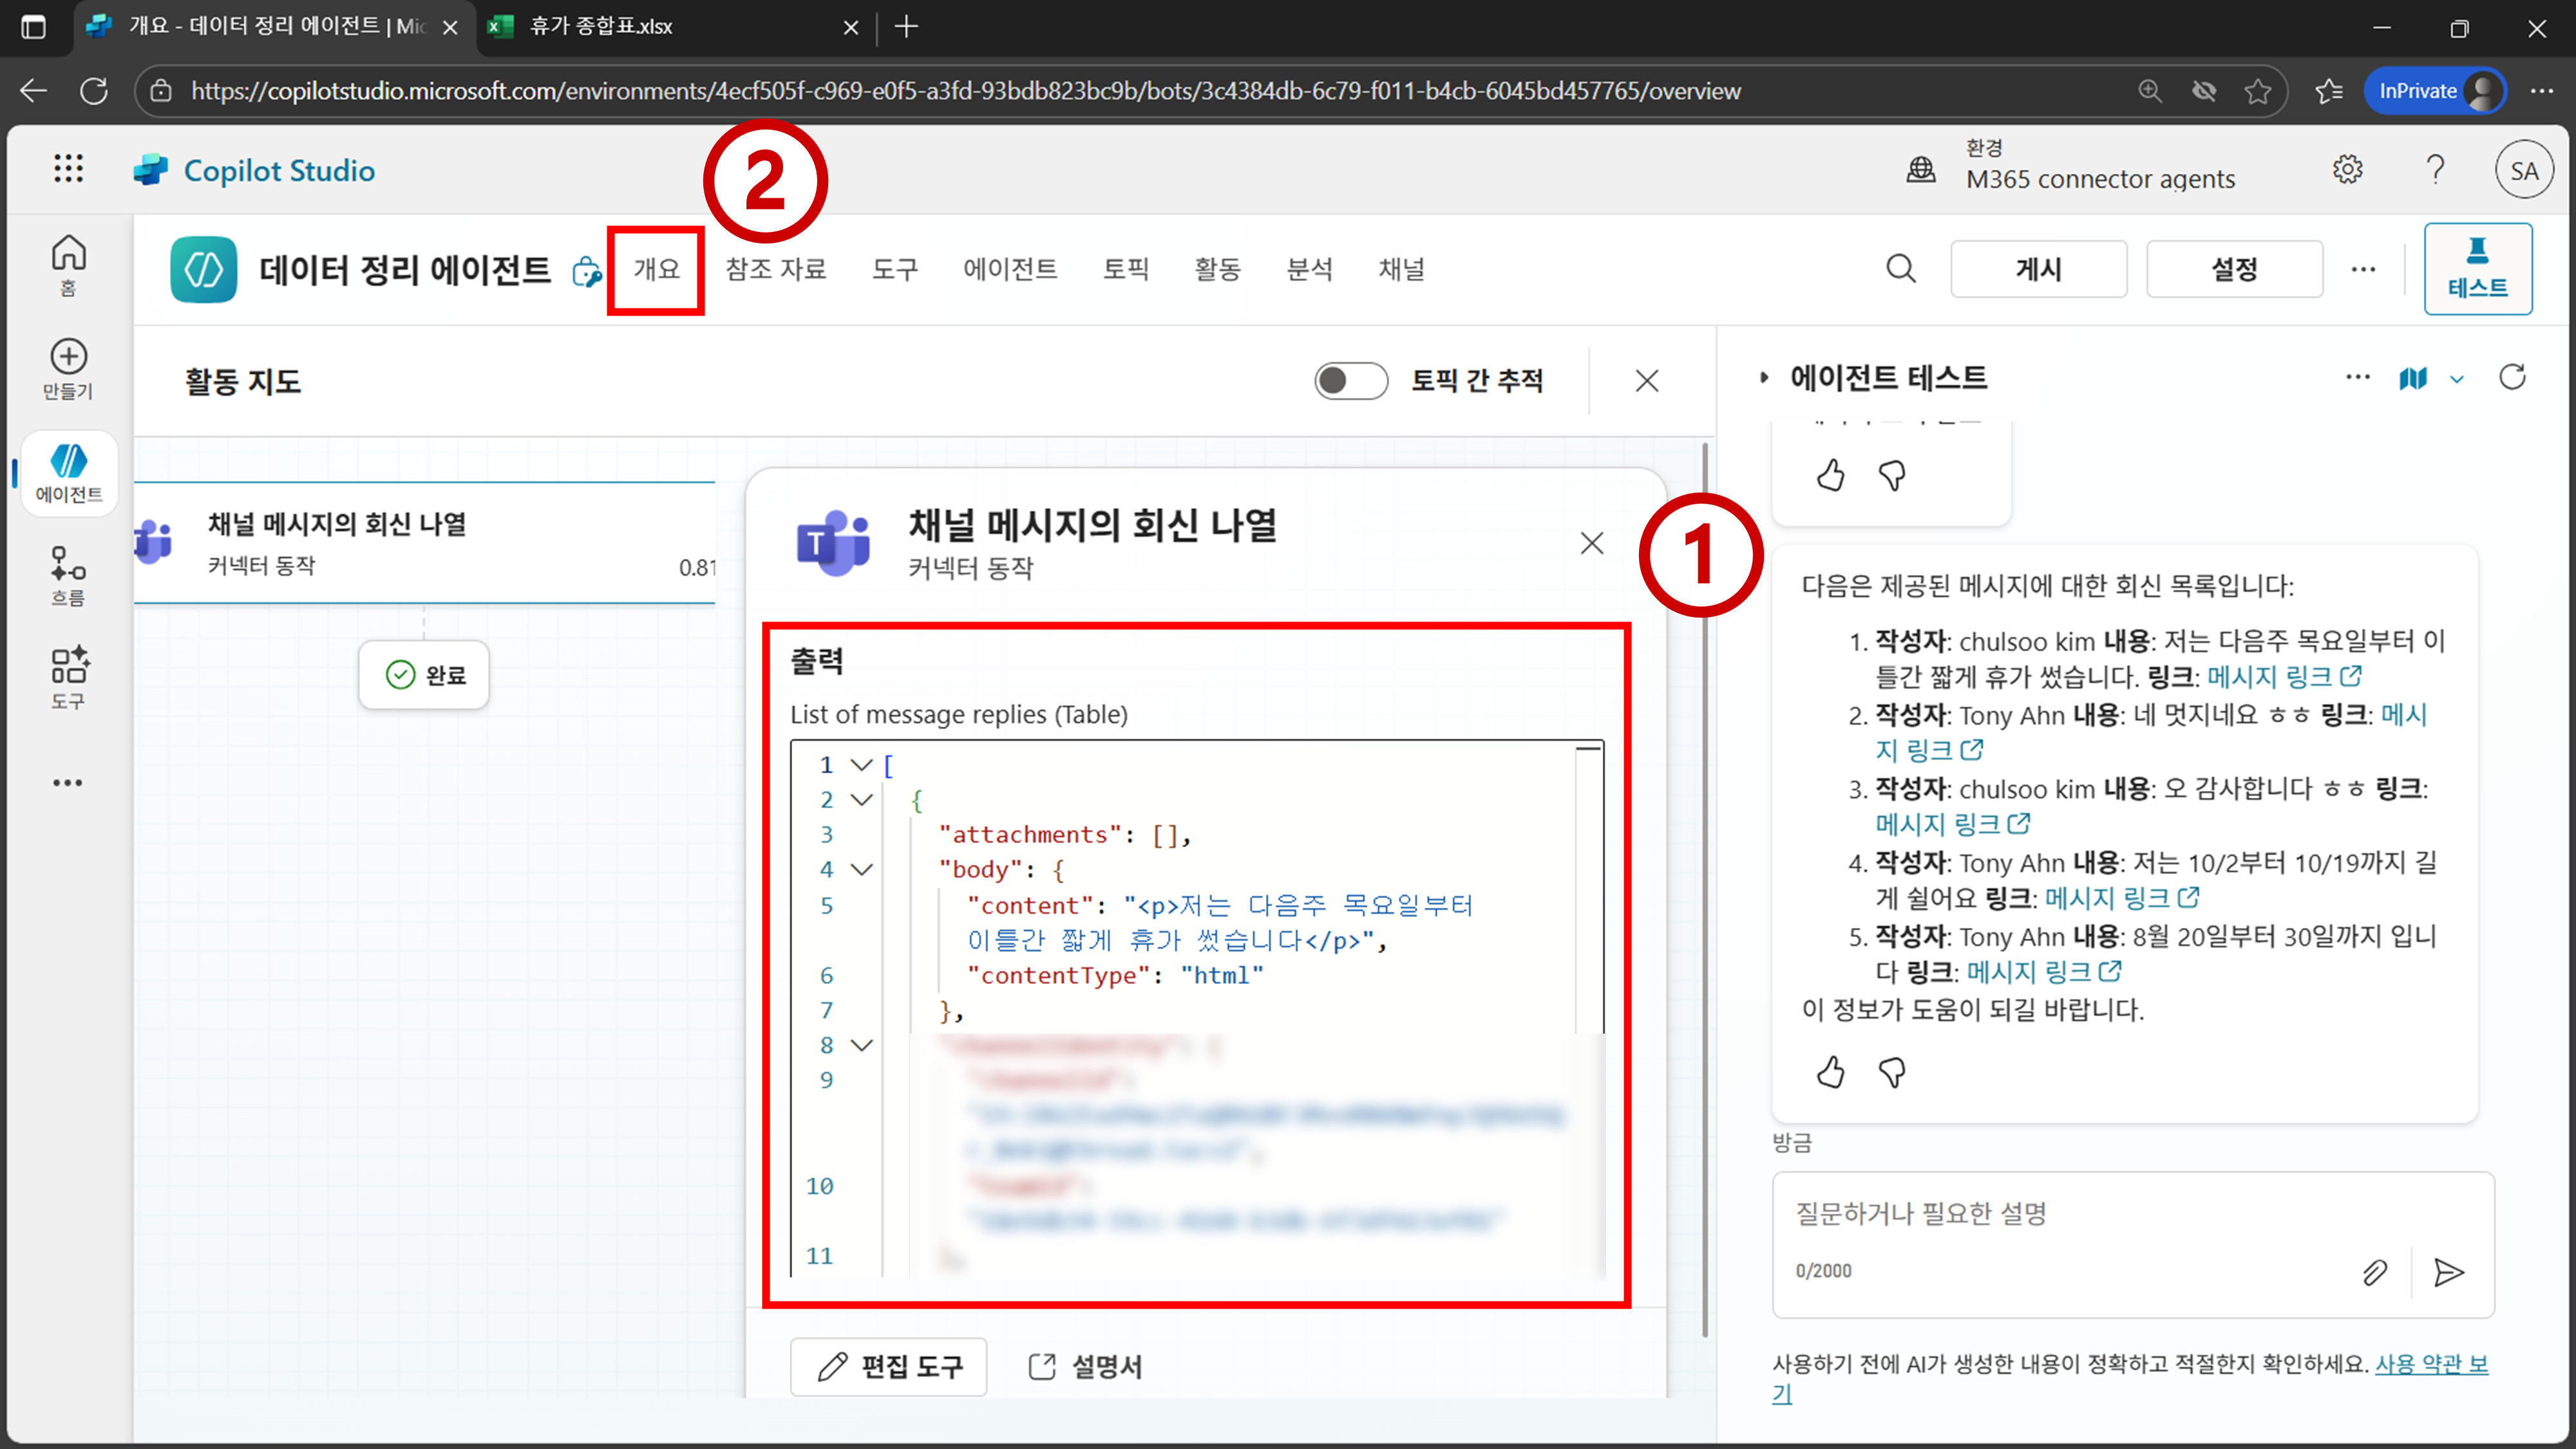 개요 - 데이터 정리 에이전트 | Mic
휴가 종합표.xlsx
https://copilotstudio.microsoft.com/environments/4ecf505f-c969-e0f5-a3fd-93bdb823bc9b/bots/3c4384db-6c79-f011-b4cb-6045bd457765/overview
InPrivate
Copilot Studio
2
환경
M365 connector agents
SA
홈
만들기
에이전트
흐름
도구
데이터 정리 에이전트
개요
참조 자료
도구
에이전트
토픽
활동
분석
채널
게시
설정
테스트
활동 지도
토픽 간 추적
채널 메시지의 회신 나열
커넥터 동작
0.81
완료
채널 메시지의 회신 나열
커넥터 동작
1
출력
List of message replies (Table)
1 [
2 {
3 "attachments": [],
4 "body": {
5 "content": "<p>저는 다음주 목요일부터
이틀간 짧게 휴가 썼습니다</p>",
6 "contentType": "html"
7 },
8
9
10
11
편집 도구
설명서
에이전트 테스트
다음은 제공된 메시지에 대한 회신 목록입니다:
1. 작성자: chulsoo kim 내용: 저는 다음주 목요일부터 이
틀간 짧게 휴가 썼습니다. 링크: 메시지 링크
2. 작성자: Tony Ahn 내용: 네 멋지네요 ㅎㅎ 링크: 메시
지 링크
3. 작성자: chulsoo kim 내용: 오 감사합니다 ㅎㅎ 링크:
메시지 링크
4. 작성자: Tony Ahn 내용: 저는 10/2부터 10/19까지 길
게 쉴어요 링크: 메시지 링크
5. 작성자: Tony Ahn 내용: 8월 20일부터 30일까지 입니
다 링크: 메시지 링크
이 정보가 도움이 되길 바랍니다.
방금
질문하거나 필요한 설명
0/2000
사용하기 전에 AI가 생성한 내용이 정확하고 적절한지 확인하세요. 사용 약관 보
기